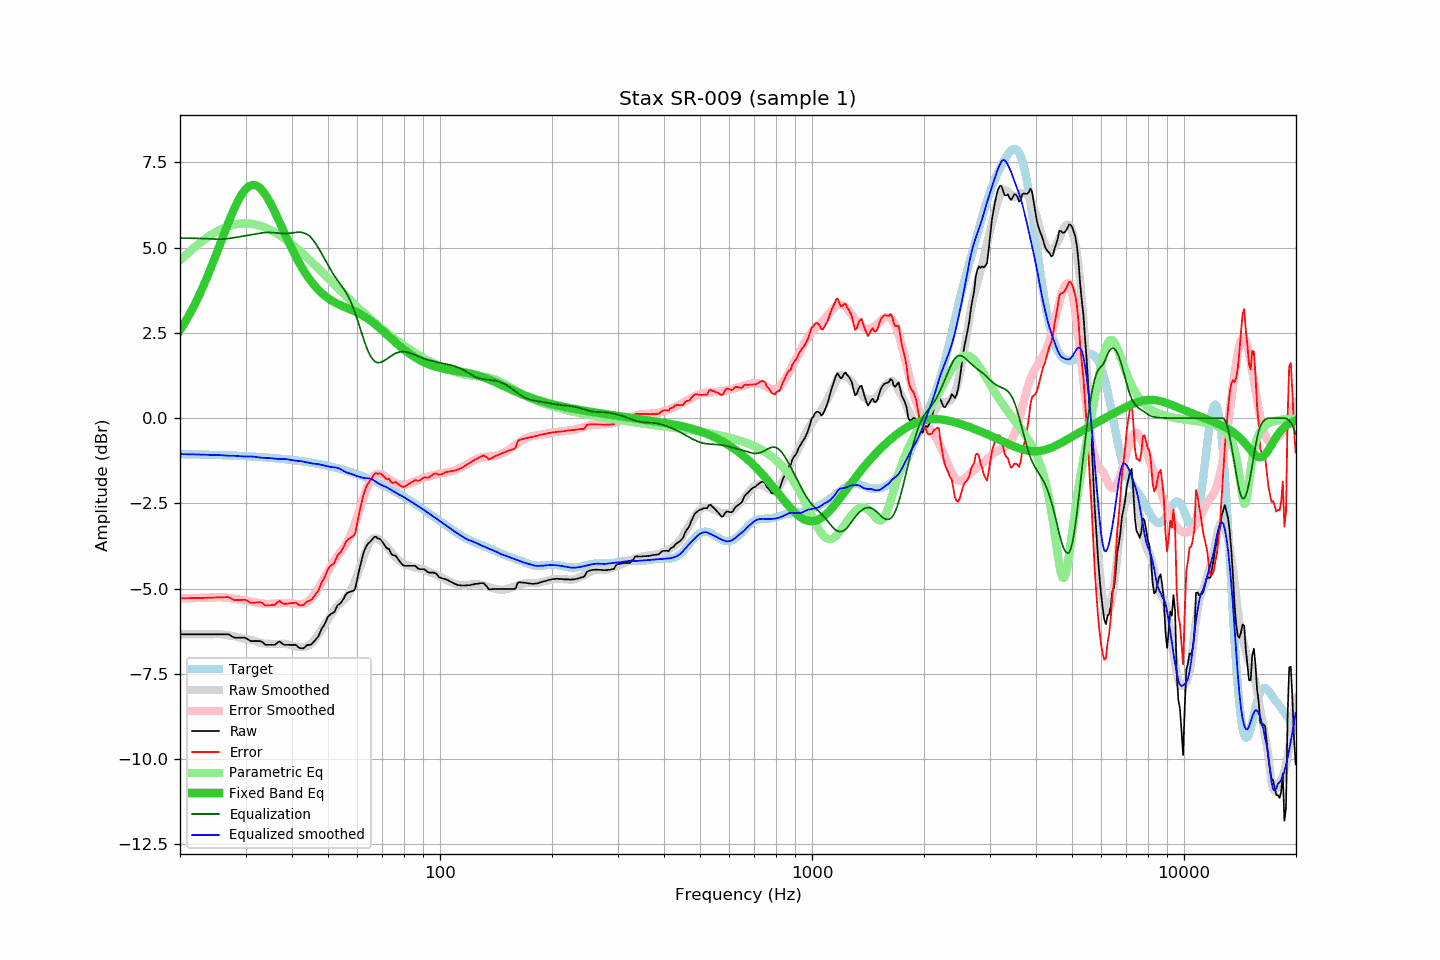 Stax SR-009 (sample 1)
Amplitude (dBr)
7.5
5.0
2.5
0.0
−2.5
−5.0
−7.5
−10.0
−12.5
Target
Raw Smoothed
Error Smoothed
Raw
Error
Parametric Eq
Fixed Band Eq
Equalization
Equalized smoothed
100
1000
10000
Frequency (Hz)